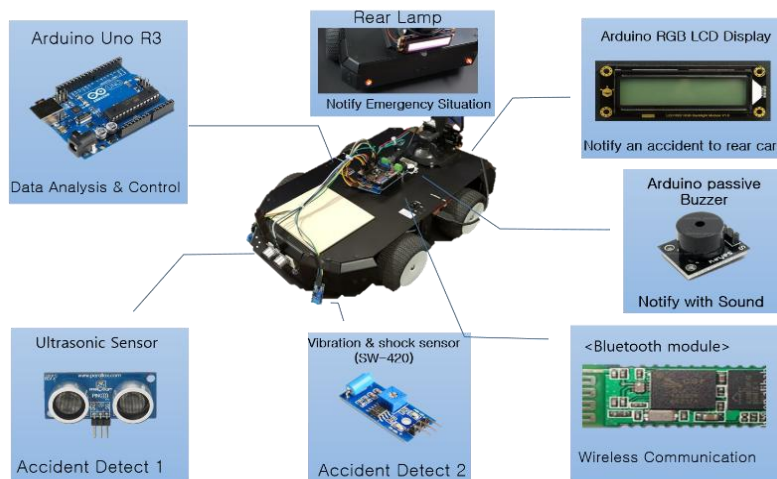 Arduino Uno R3
Data Analysis & Control
Rear Lamp
Notify Emergency Situation
Arduino RGB LCD Display
Notify an accident to rear car
Arduino passive
Buzzer
Notify with Sound
Ultrasonic Sensor
Accident Detect 1
Vibration & shock sensor
(SW-420)
Accident Detect 2
<Bluetooth module>
Wireless Communication